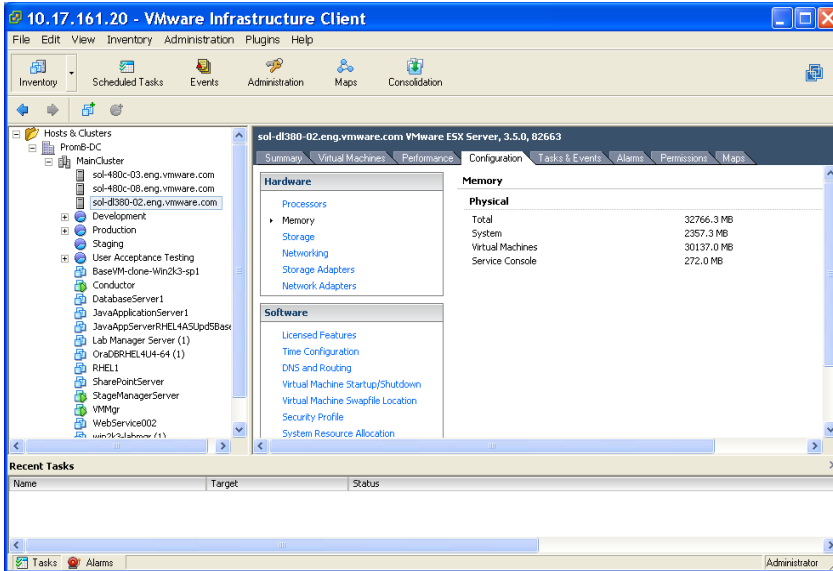 10.17.161.20 - VMware Infrastructure Client
File Edit View Inventory Administration Plugins Help
Inventory Scheduled Tasks Events Administration Maps Consolidation
Hosts & Clusters
PromB-DC
MainCluster
sol-480c-03.eng.vmware.com
sol-480c-08.eng.vmware.com
sol-dl380-02.eng.vmware.com
Development
Production
Staging
User Acceptance Testing
BaseVM-clone-Win2k3-sp1
Conductor
DatabaseServer1
JavaApplicationServer1
JavaAppServerRHEL4ASUpd5Base
Lab Manager Server (1)
OraDBRHEL4U4-64 (1)
RHEL1
SharePointServer
StageManagerServer
VMMgr
WebService002
win2k3-labmgr (1)
sol-dl380-02.eng.vmware.com VMware ESX Server, 3.5.0, 82663
Summary Virtual Machines Performance Configuration Tasks & Events Alarms Permissions Maps
Hardware
Processors
Memory
Storage
Networking
Storage Adapters
Network Adapters
Software
Licensed Features
Time Configuration
DNS and Routing
Virtual Machine Startup/Shutdown
Virtual Machine Swapfile Location
Security Profile
System Resource Allocation
Memory
Physical
Total 32766.3 MB
System 2357.3 MB
Virtual Machines 30137.0 MB
Service Console 272.0 MB
Recent Tasks
Name Target Status
Tasks Alarms Administrator